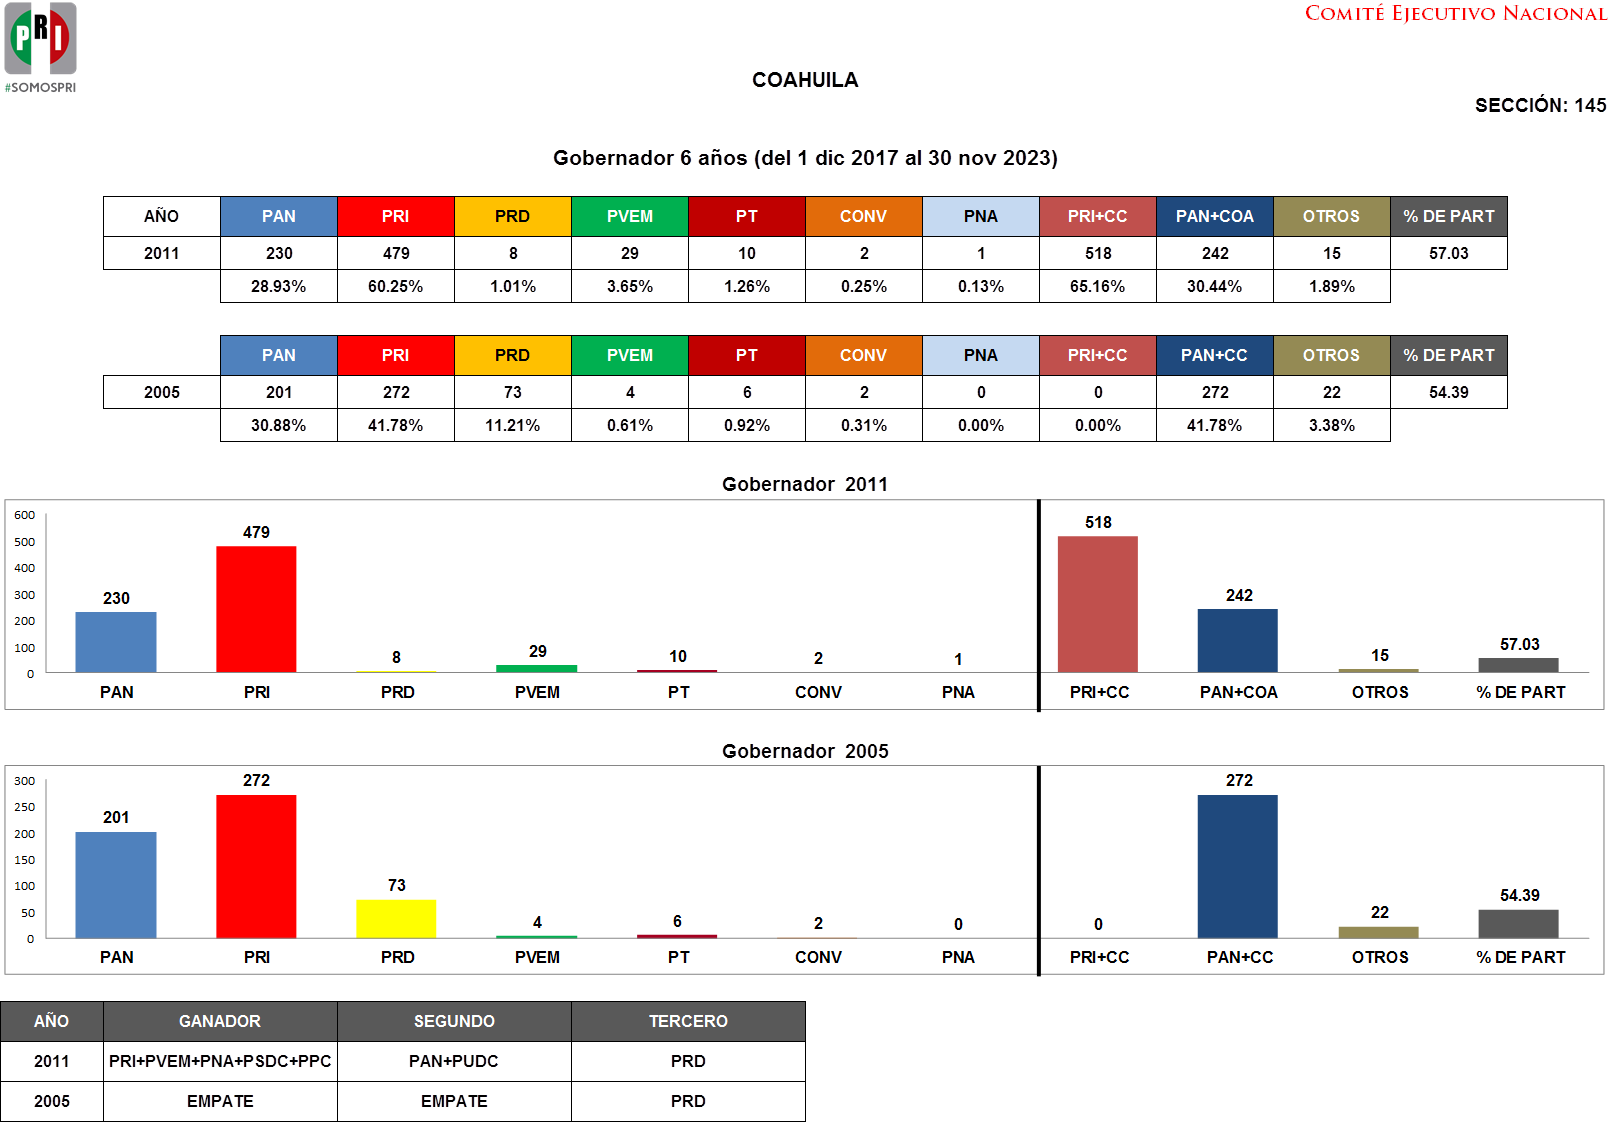 PRI
#SOMOSPRI
COMITÉ EJECUTIVO NACIONAL
COAHUILA
SECCIÓN: 145
Gobernador 6 años (del 1 dic 2017 al 30 nov 2023)
AÑO PAN PRI PRD PVEM PT CONV PNA PRI+CC PAN+COA OTROS % DE PART
2011 230 479 8 29 10 2 1 518 242 15 57.03
28.93% 60.25% 1.01% 3.65% 1.26% 0.25% 0.13% 65.16% 30.44% 1.89%
PAN PRI PRD PVEM PT CONV PNA PRI+CC PAN+CC OTROS % DE PART
2005 201 272 73 4 6 2 0 0 272 22 54.39
30.88% 41.78% 11.21% 0.61% 0.92% 0.31% 0.00% 0.00% 41.78% 3.38%
Gobernador 2011
600
500
400
300
200
100
0
230 479 8 29 10 2 1 518 242 15 57.03
PAN PRI PRD PVEM PT CONV PNA PRI+CC PAN+COA OTROS % DE PART
Gobernador 2005
300
250
200
150
100
50
0
201 272 73 4 6 2 0 0 272 22 54.39
PAN PRI PRD PVEM PT CONV PNA PRI+CC PAN+CC OTROS % DE PART
AÑO GANADOR SEGUNDO TERCERO
2011 PRI+PVEM+PNA+PSDC+PPC PAN+PUDC PRD
2005 EMPATE EMPATE PRD